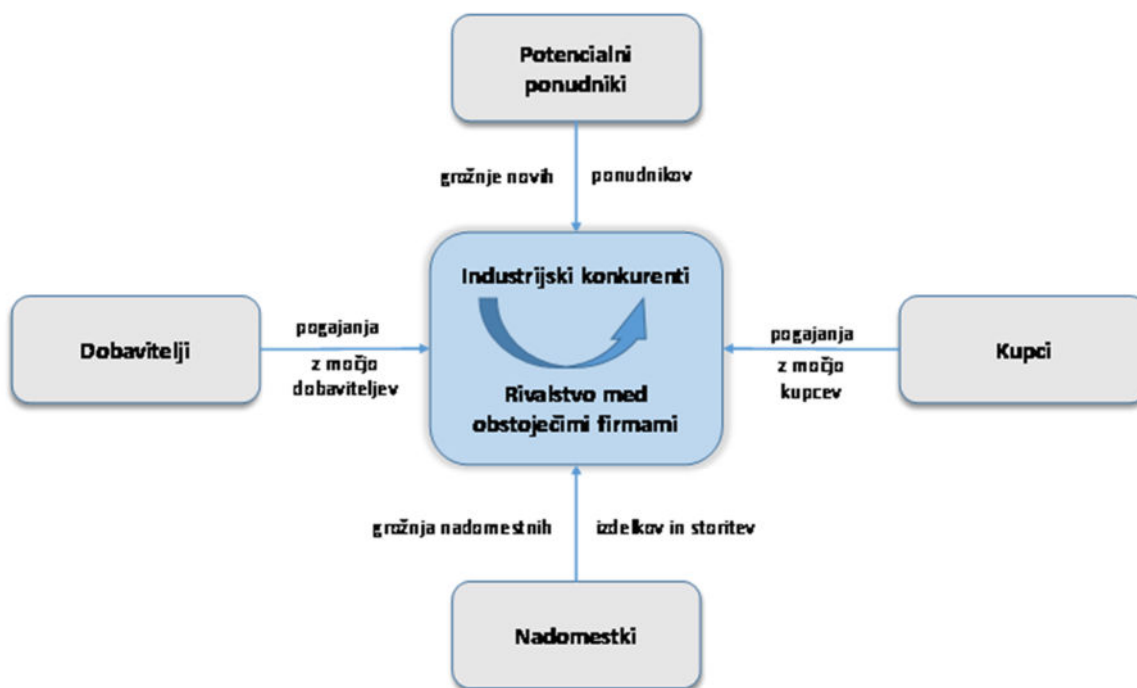 Potencialni
ponudniki
grožnje novih ponudnikov
Industrijski konkurenti
Dobavitelji
pogajanja
z močjo
dobaviteljev
pogajanja
z močjo
kupcev
Kupci
Rivalstvo med
obstoječimi firmami
grožnja nadomestnih izdelkov in storitev
Nadomestki